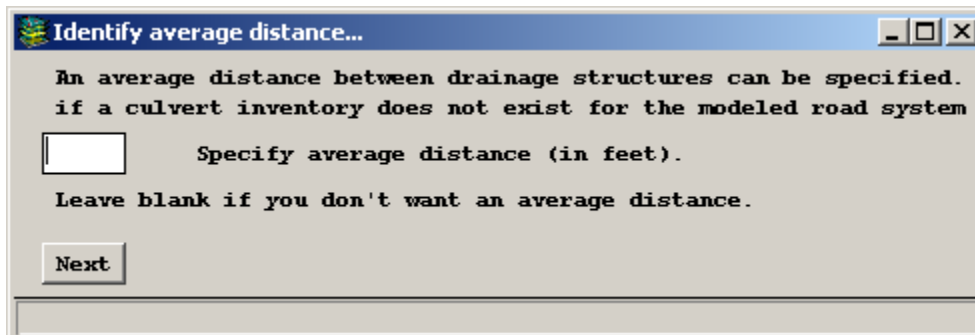 Identify average distance...
An average distance between drainage structures can be specified.
if a culvert inventory does not exist for the modeled road system
Specify average distance (in feet).
Leave blank if you don't want an average distance.
Next